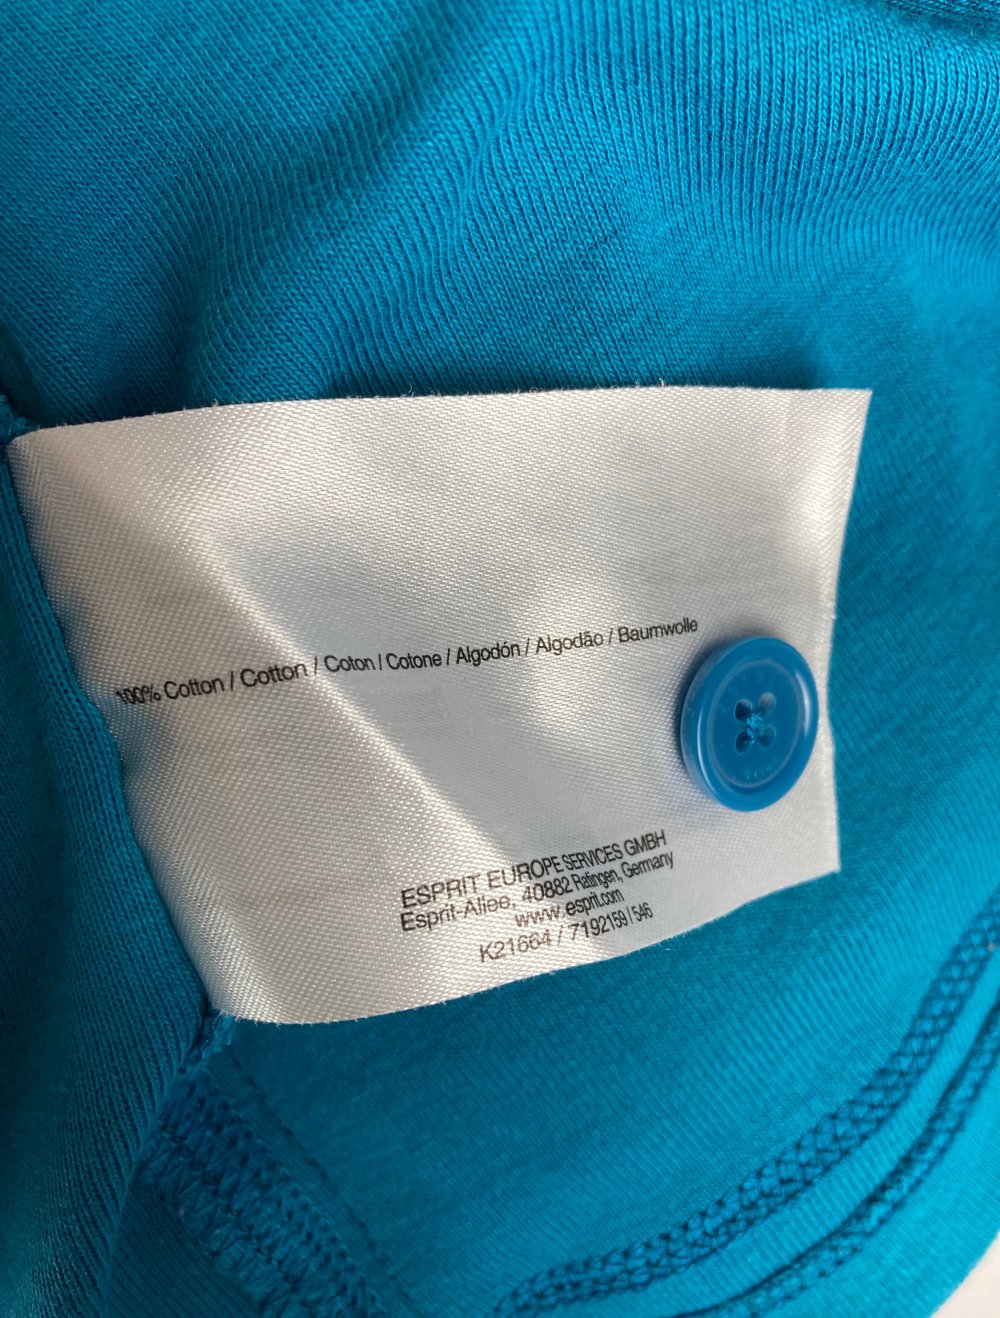 100% Cotton / Cotton / Coton / Cotone / Algodón / Algodão / Baumwolle
ESPRIT EUROPE SERVICES GMBH
Esprit-Allee, 40882 Ratingen, Germany
www.esprit.com
K21664 / 7192159 / 546